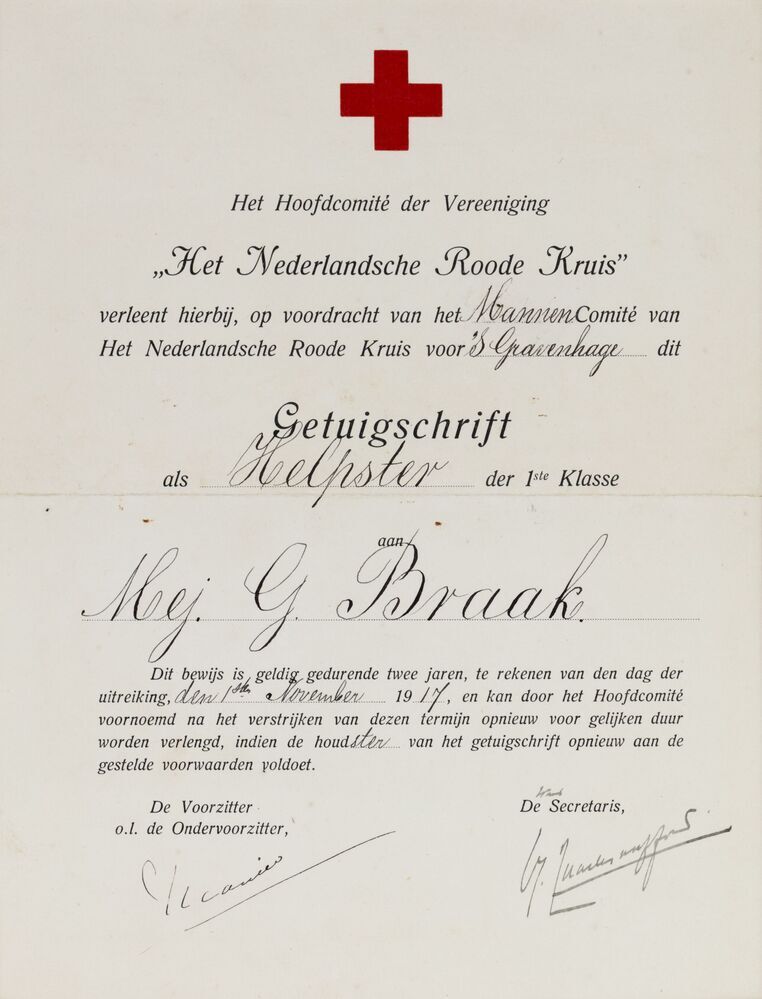 Het Hoofdcomité der Vereeniging
„Het Nederlandsche Roode Kruis”
verleent hierbij, op voordracht van het Mannen Comité van
Het Nederlandsche Roode Kruis voor 'S Gravenhage dit
Getuigschrift
als Helpster der 1ste Klasse
aan
Mej. G. Braak.
Dit bewijs is geldig gedurende twee jaren, te rekenen van den dag der
uitreiking, den 1sten November 1917, en kan door het Hoofdcomité
voornoemd na het verstrijken van dezen termijn opnieuw voor gelijken duur
worden verlengd, indien de houdster van het getuigschrift opnieuw aan de
gestelde voorwaarden voldoet.
De Voorzitter
o.l. de Ondervoorzitter,
De Secretaris,